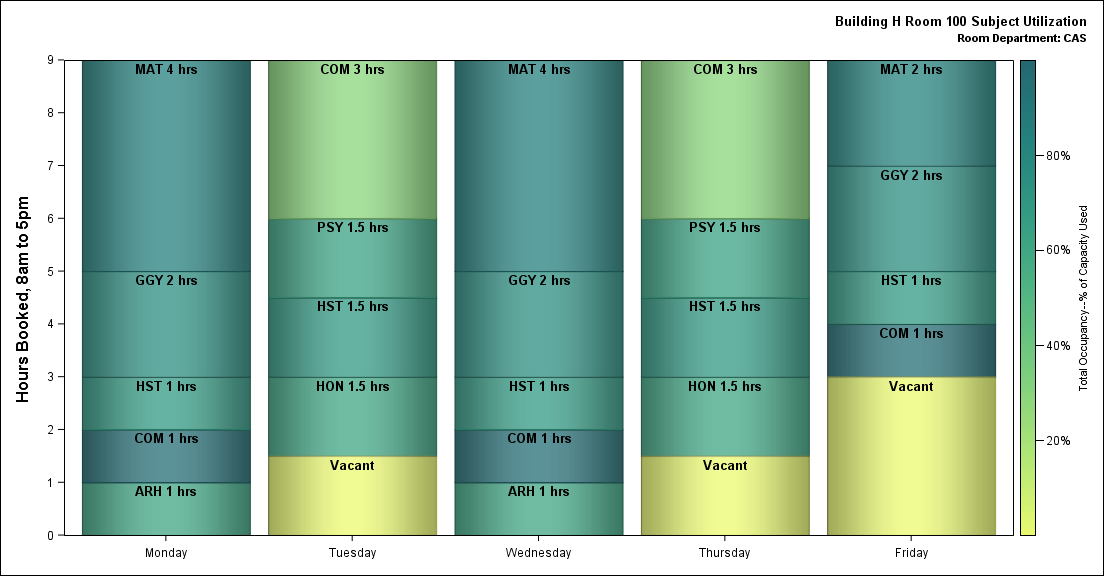 Building H Room 100 Subject Utilization
Room Department: CAS
Hours Booked, 8am to 5pm
9
8
7
6
5
4
3
2
1
0
MAT 4 hrs
GGY 2 hrs
HST 1 hrs
COM 1 hrs
ARH 1 hrs
Monday
COM 3 hrs
PSY 1.5 hrs
HST 1.5 hrs
HON 1.5 hrs
Vacant
Tuesday
MAT 4 hrs
GGY 2 hrs
HST 1 hrs
COM 1 hrs
ARH 1 hrs
Wednesday
COM 3 hrs
PSY 1.5 hrs
HST 1.5 hrs
HON 1.5 hrs
Vacant
Thursday
MAT 2 hrs
GGY 2 hrs
HST 1 hrs
COM 1 hrs
Vacant
Friday
80%
60%
40%
20%
Total Occupancy--% of Capacity Used